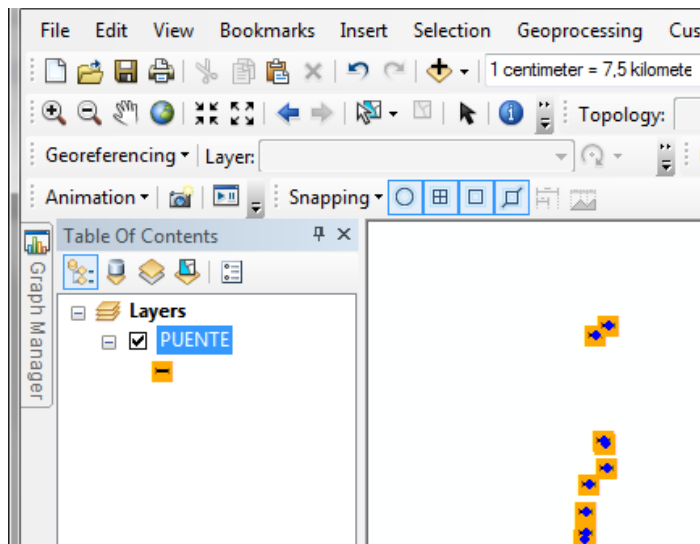 File Edit View Bookmarks Insert Selection Geoprocessing Cus
1 centimeter = 7,5 kilomete
Topology:
Georeferencing Layer:
Animation Snapping
Table Of Contents
Graph Manager
Layers
PUENTE